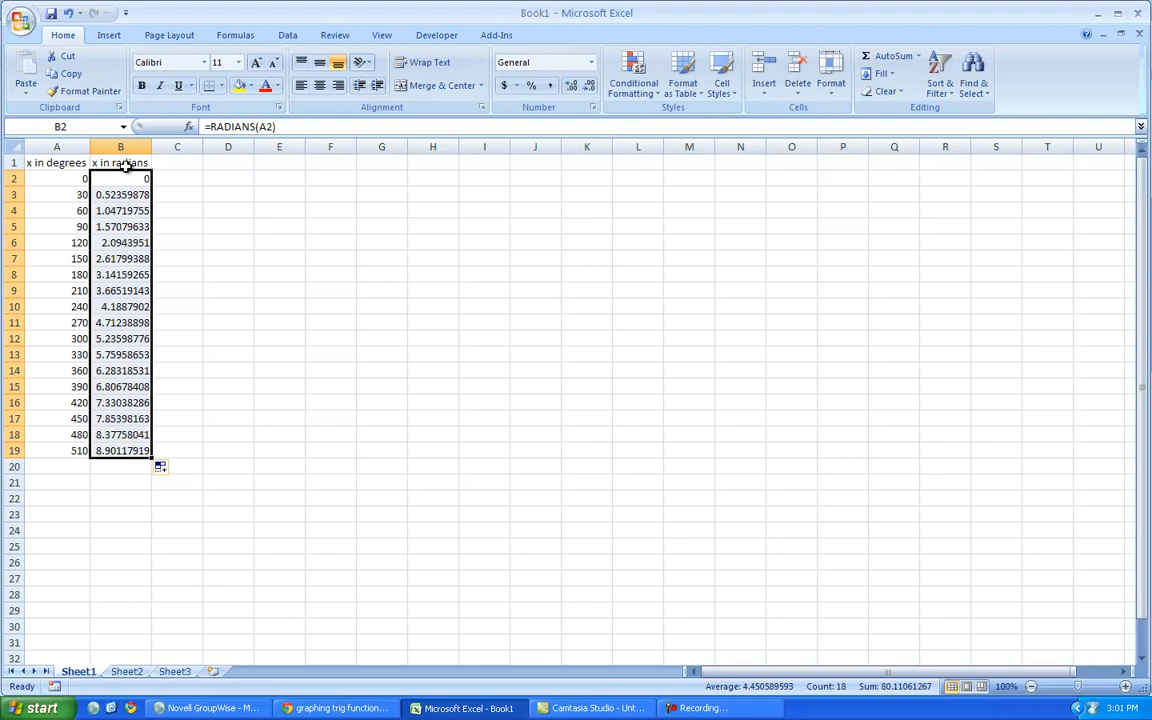 Book1 - Microsoft Excel
Home Insert Page Layout Formulas Data Review View Developer Add-Ins
Paste
Cut
Copy
Format Painter
Clipboard
Calibri 11
B I U
Font
Wrap Text
Merge & Center
Alignment
General
$ % ,
Number
Conditional Formatting
Format as Table
Cell Styles
Styles
Insert Delete Format
Cells
AutoSum
Fill
Clear
Sort & Filter
Find & Select
Editing
B2 fx =RADIANS(A2)
A B C D E F G H I J K L M N O P Q R S T U
1 x in degrees x in radians
2 0 0
3 30 0.52359878
4 60 1.04719755
5 90 1.57079633
6 120 2.0943951
7 150 2.61799388
8 180 3.14159265
9 210 3.66519143
10 240 4.1887902
11 270 4.71238898
12 300 5.23598776
13 330 5.75958653
14 360 6.28318531
15 390 6.80678408
16 420 7.33038286
17 450 7.85398163
18 480 8.37758041
19 510 8.90117919
20
21
22
23
24
25
26
27
28
29
30
31
32
Sheet1 Sheet2 Sheet3
Ready Average: 4.450589593 Count: 18 Sum: 80.11061267 100%
start Novell GroupWise - M... graphing trig function... Microsoft Excel - Book1 Camtasia Studio - Unt... Recording... 3:01 PM